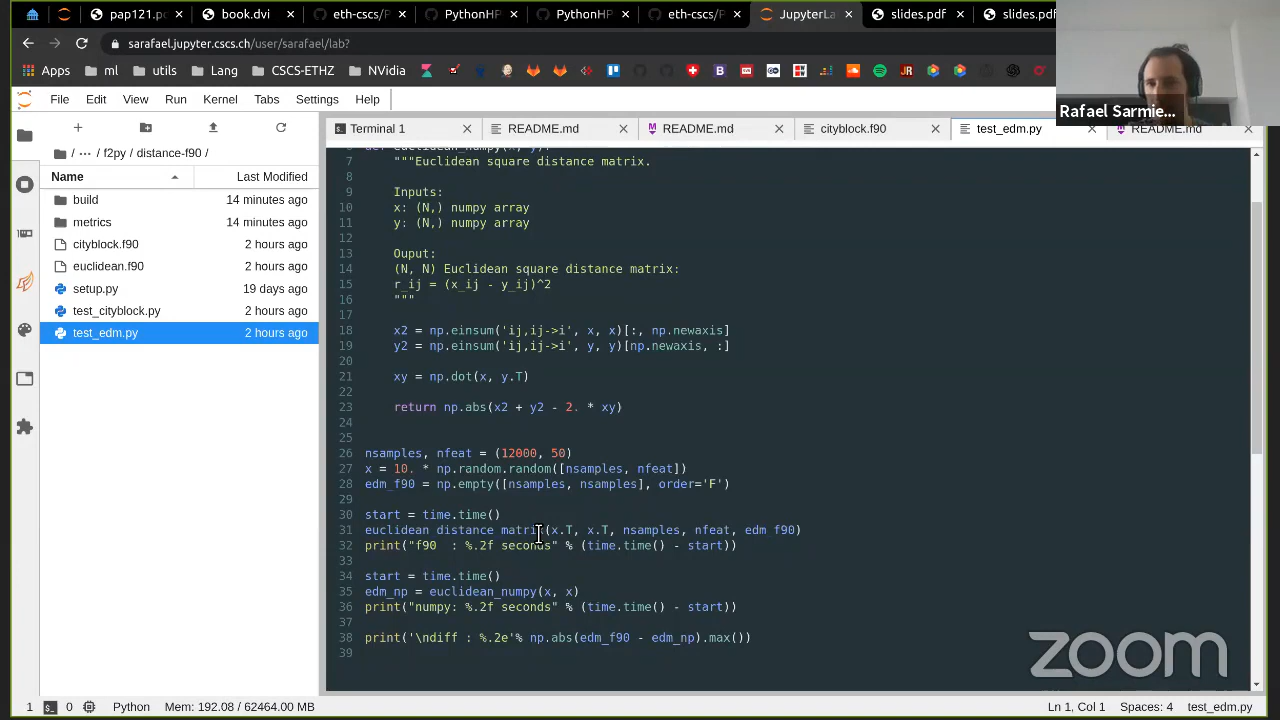 pap121.pc
book.dvi
eth-cscs/P
PythonHP
PythonHP
eth-cscs/P
JupyterLa
slides.pdf
slides.pdf
sarafael.jupyter.cscs.ch/user/sarafael/lab?
Apps
ml
utils
Lang
CSCS-ETHZ
NVidia
Rafael Sarmie...
File
Edit
View
Run
Kernel
Tabs
Settings
Help
/ ··· / f2py / distance-f90 /
Name
Last Modified
build
14 minutes ago
metrics
14 minutes ago
cityblock.f90
2 hours ago
euclidean.f90
2 hours ago
setup.py
19 days ago
test_cityblock.py
2 hours ago
test_edm.py
2 hours ago
Terminal 1
README.md
README.md
cityblock.f90
test_edm.py
README.md
7 """Euclidean square distance matrix.
8
9 Inputs:
10 x: (N,) numpy array
11 y: (N,) numpy array
12
13 Ouput:
14 (N, N) Euclidean square distance matrix:
15 r_ij = (x_ij - y_ij)^2
16 """
17
18 x2 = np.einsum('ij,ij->i', x, x)[:, np.newaxis]
19 y2 = np.einsum('ij,ij->i', y, y)[np.newaxis, :]
20
21 xy = np.dot(x, y.T)
22
23 return np.abs(x2 + y2 - 2. * xy)
24
25
26 nsamples, nfeat = (12000, 50)
27 x = 10. * np.random.random([nsamples, nfeat])
28 edm_f90 = np.empty([nsamples, nsamples], order='F')
29
30 start = time.time()
31 euclidean_distance_matrix(x.T, x.T, nsamples, nfeat, edm_f90)
32 print("f90  : %.2f seconds" % (time.time() - start))
33
34 start = time.time()
35 edm_np = euclidean_numpy(x, x)
36 print("numpy: %.2f seconds" % (time.time() - start))
37
38 print('\ndiff : %.2e'% np.abs(edm_f90 - edm_np).max())
39
zoom
1
0
Python
Mem: 192.08 / 62464.00 MB
Ln 1, Col 1
Spaces: 4
test_edm.py